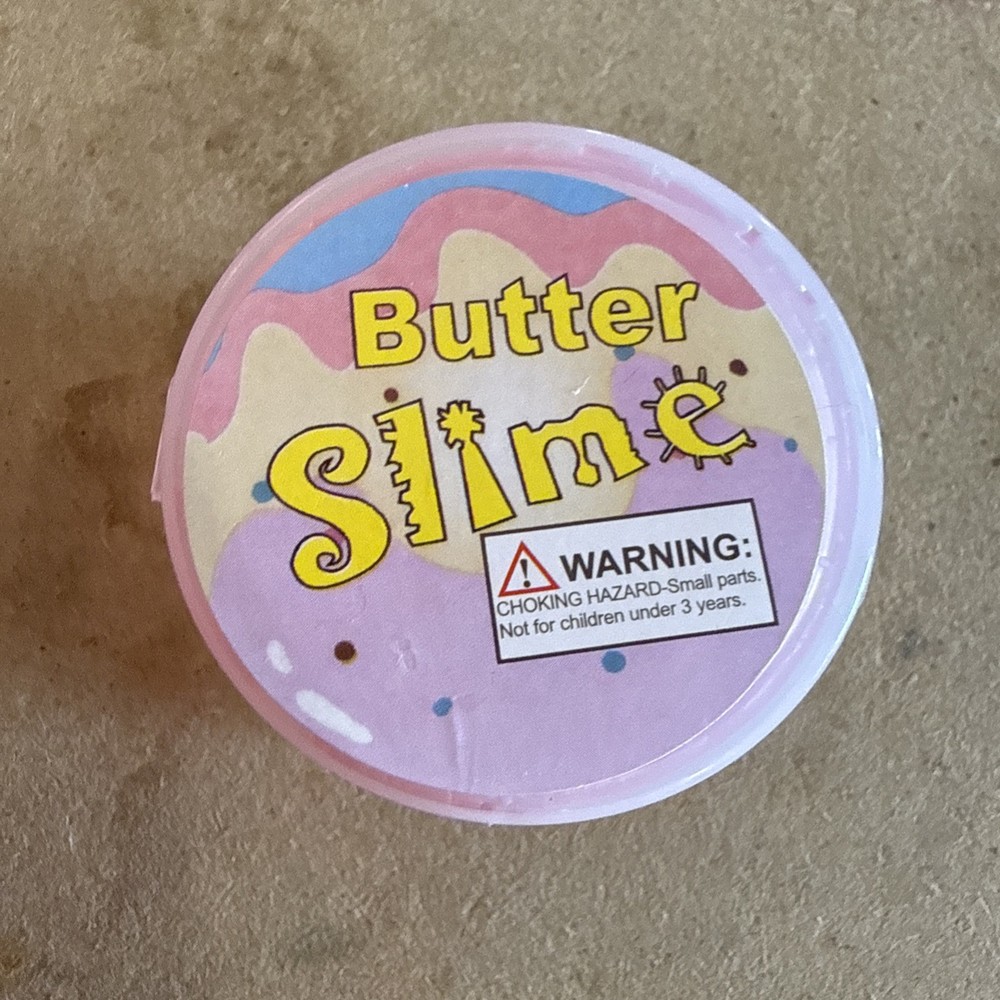 Butter
Slime
WARNING:
CHOKING HAZARD-Small parts.
Not for children under 3 years.